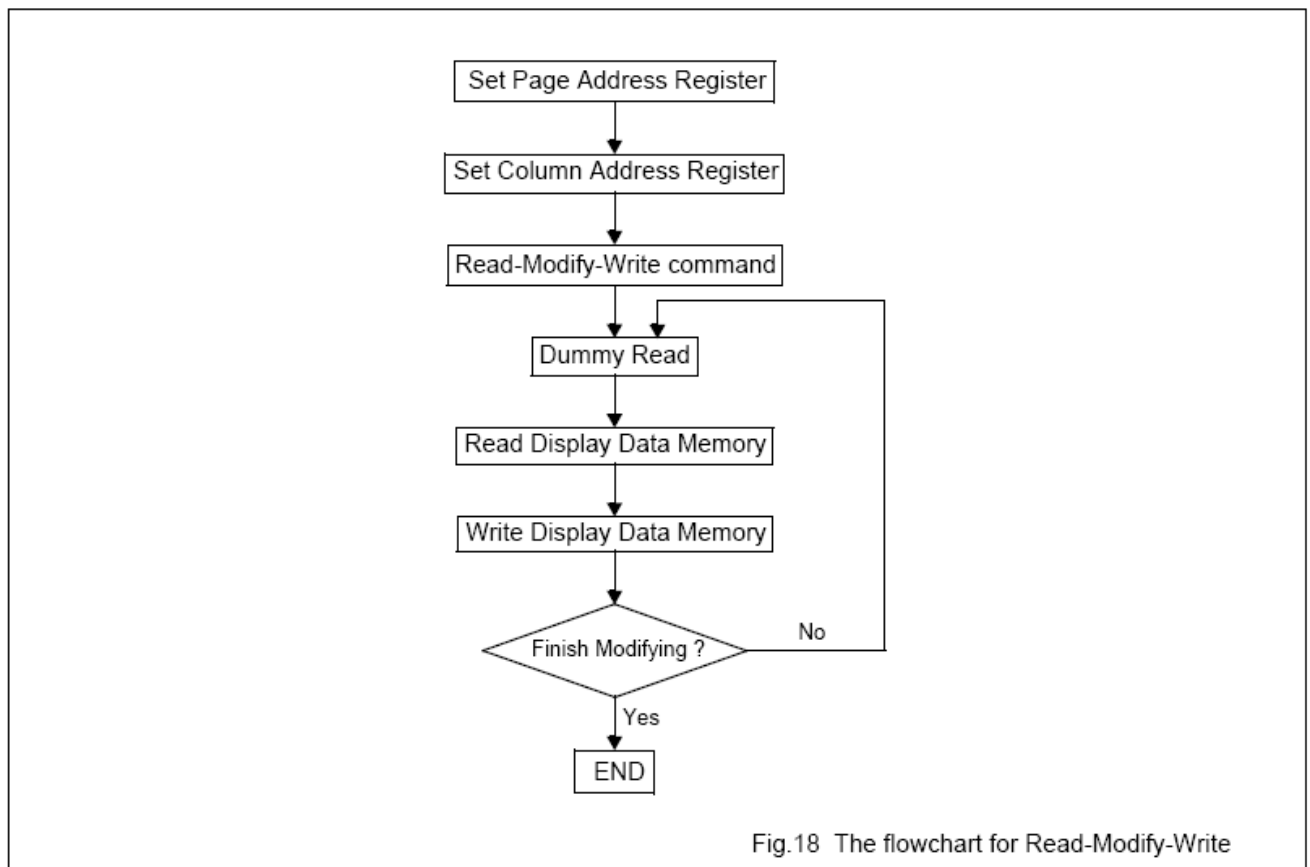 Set Page Address Register
Set Column Address Register
Read-Modify-Write command
Dummy Read
Read Display Data Memory
Write Display Data Memory
Finish Modifying ?
No
Yes
END
Fig.18 The flowchart for Read-Modify-Write